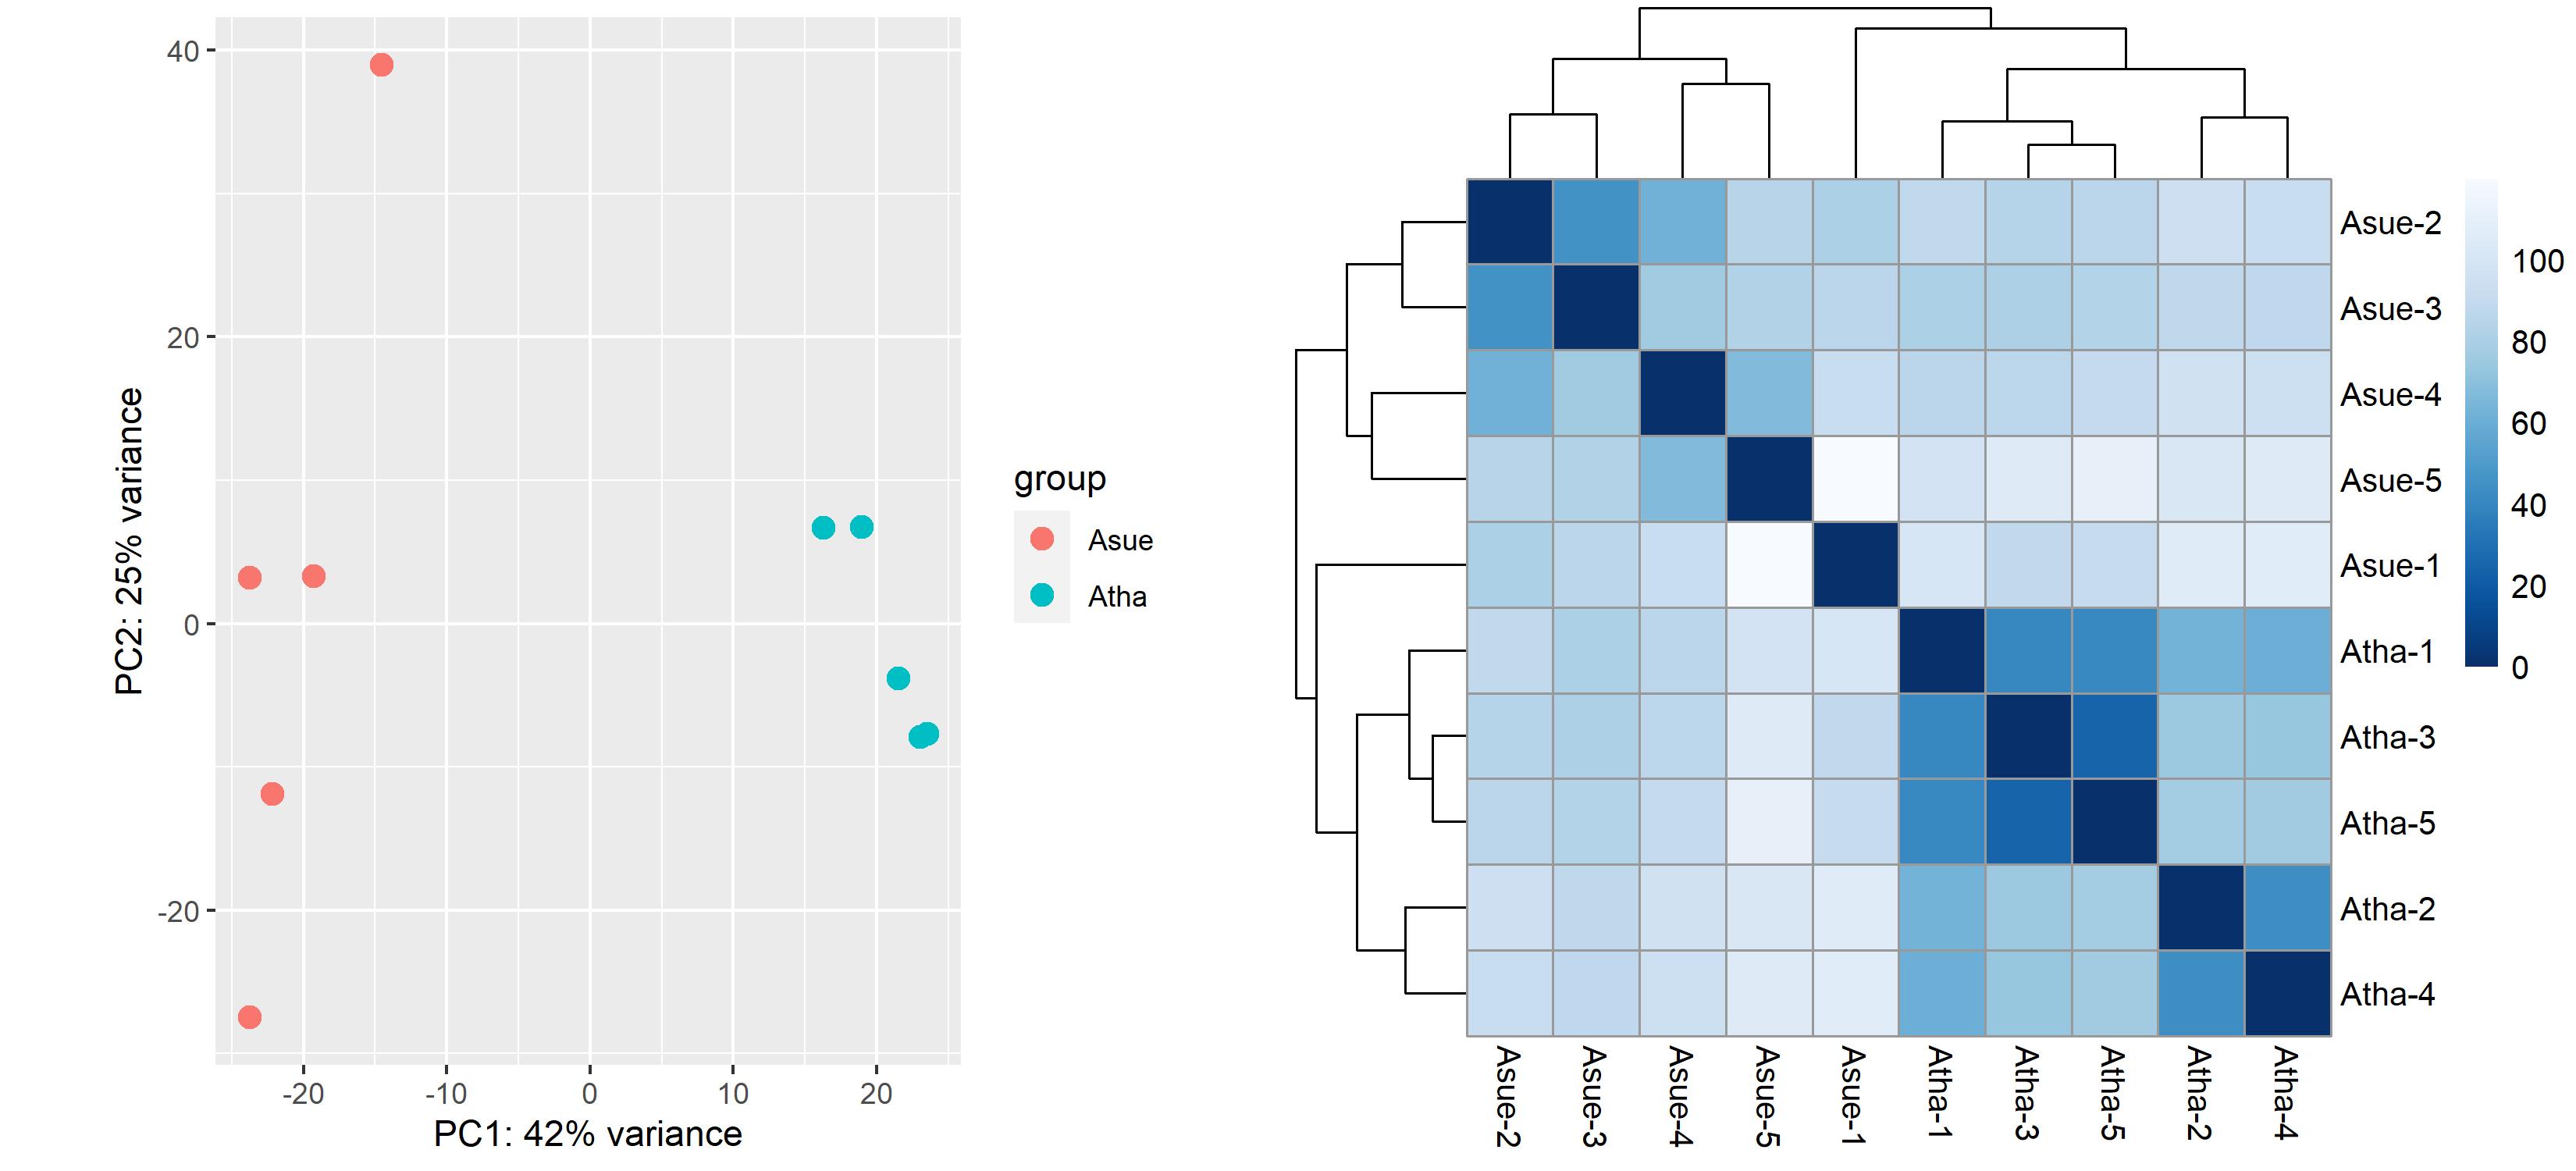 40
20
0
-20
PC2: 25% variance
-20 -10 0 10 20
PC1: 42% variance
group
Asue
Atha
Asue-2
Asue-3
Asue-4
Asue-5
Asue-1
Atha-1
Atha-3
Atha-5
Atha-2
Atha-4
100
80
60
40
20
0
Asue-2 Asue-3 Asue-4 Asue-5 Asue-1 Atha-1 Atha-3 Atha-5 Atha-2 Atha-4